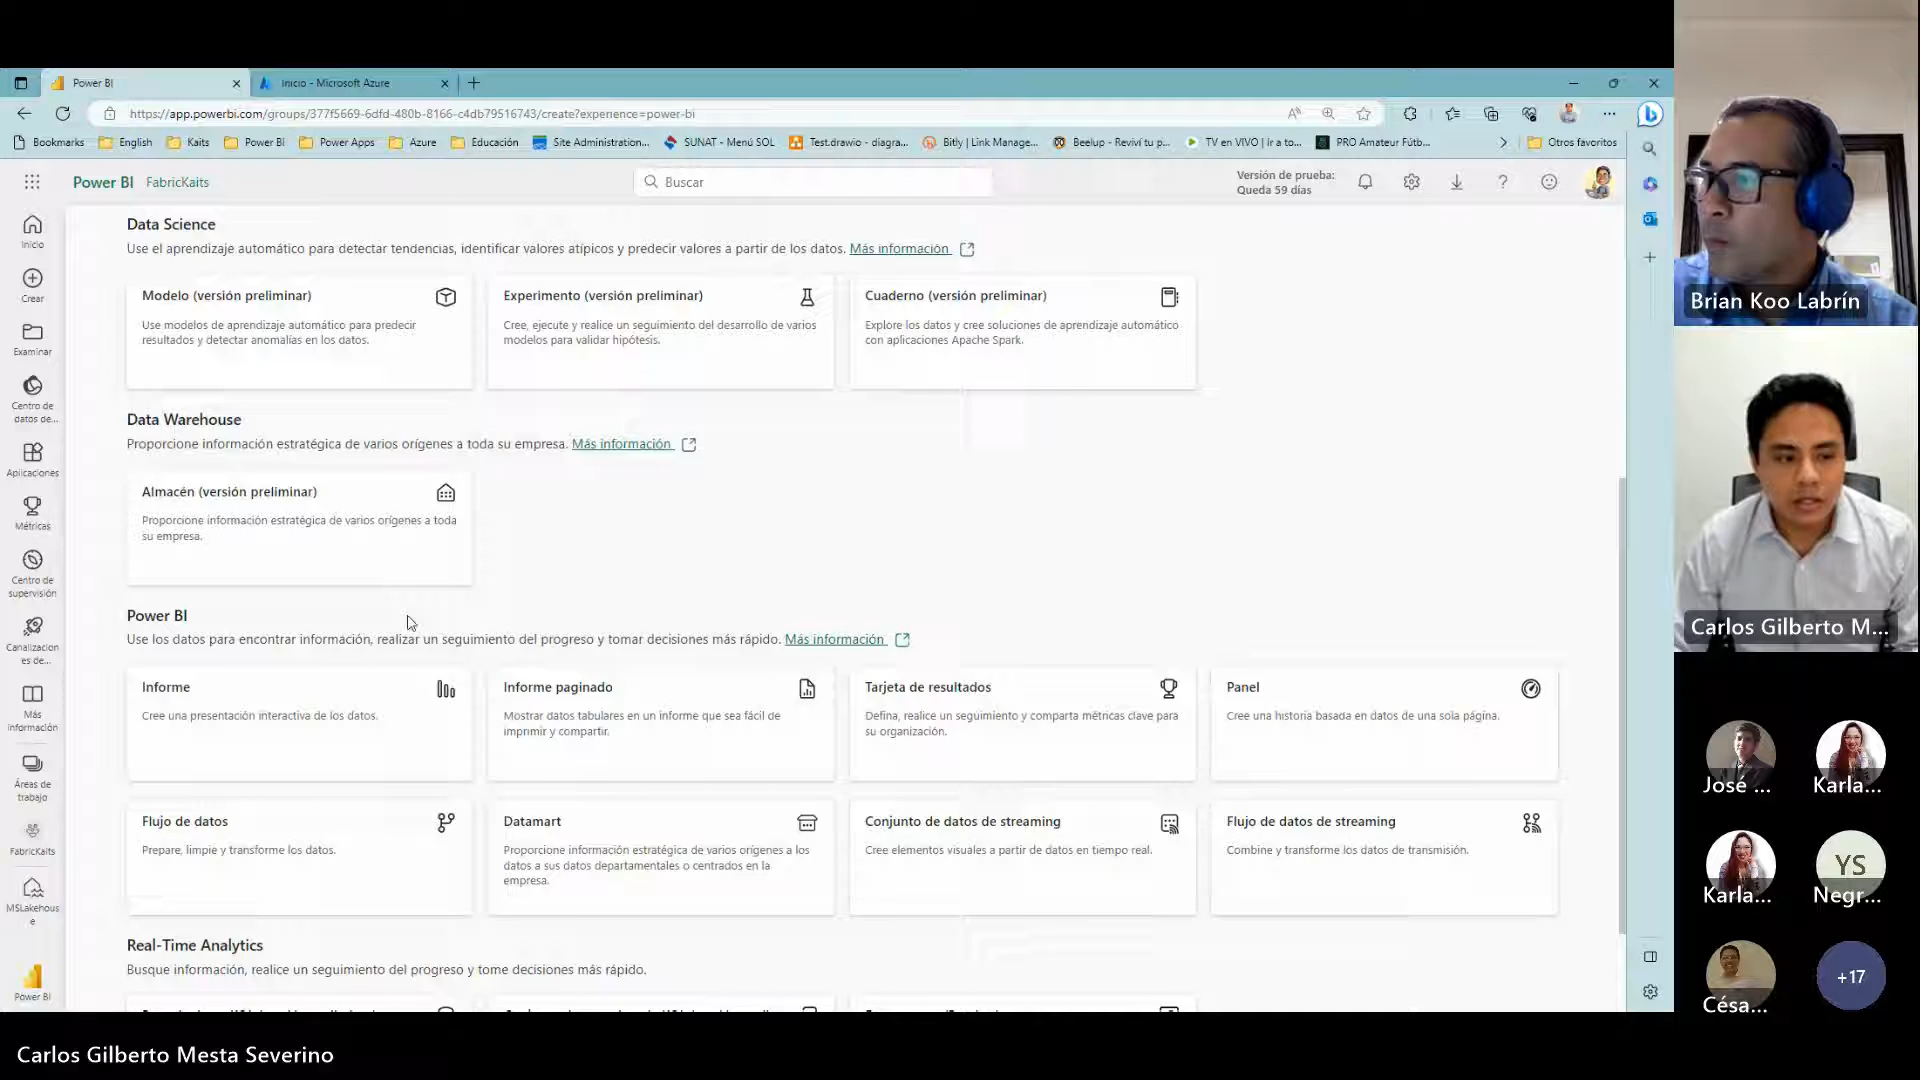 Power BI
Inicio - Microsoft Azure
https://app.powerbi.com/groups/377f5669-6dfd-480b-8166-c4db79516743/create?experience=power-bi
Bookmarks
English
Kaits
Power BI
Power Apps
Azure
Educación
Site Administration...
SUNAT - Menú SOL
Test.drawio - diagra...
Bitly | Link Manage...
Beelup - Reviví tu p...
TV en VIVO | Ir a to...
PRO Amateur Fútb...
Otros favoritos
Power BI FabricKaits
Buscar
Versión de prueba:
Queda 59 días
Inicio
Crear
Examinar
Centro de
datos de...
Aplicaciones
Métricas
Centro de
supervisión
Canalizacion
es de...
Más
información
Áreas de
trabajo
FabricKaits
MSLakehous
e
Power BI
Data Science
Use el aprendizaje automático para detectar tendencias, identificar valores atípicos y predecir valores a partir de los datos. Más información
Modelo (versión preliminar)
Use modelos de aprendizaje automático para predecir
resultados y detectar anomalías en los datos.
Experimento (versión preliminar)
Cree, ejecute y realice un seguimiento del desarrollo de varios
modelos para validar hipótesis.
Cuaderno (versión preliminar)
Explore los datos y cree soluciones de aprendizaje automático
con aplicaciones Apache Spark.
Data Warehouse
Proporcione información estratégica de varios orígenes a toda su empresa. Más información
Almacén (versión preliminar)
Proporcione información estratégica de varios orígenes a toda
su empresa.
Power BI
Use los datos para encontrar información, realizar un seguimiento del progreso y tomar decisiones más rápido. Más información
Informe
Cree una presentación interactiva de los datos.
Informe paginado
Mostrar datos tabulares en un informe que sea fácil de
imprimir y compartir.
Tarjeta de resultados
Defina, realice un seguimiento y comparta métricas clave para
su organización.
Panel
Cree una historia basada en datos de una sola página.
Flujo de datos
Prepare, limpie y transforme los datos.
Datamart
Proporcione información estratégica de varios orígenes a los
datos a sus datos departamentales o centrados en la
empresa.
Conjunto de datos de streaming
Cree elementos visuales a partir de datos en tiempo real.
Flujo de datos de streaming
Combine y transforme los datos de transmisión.
Real-Time Analytics
Busque información, realice un seguimiento del progreso y tome decisiones más rápido.
Brian Koo Labrín
Carlos Gilberto M...
José ...
Karla...
Karla...
YS
Negr...
Césa...
+17
Carlos Gilberto Mesta Severino